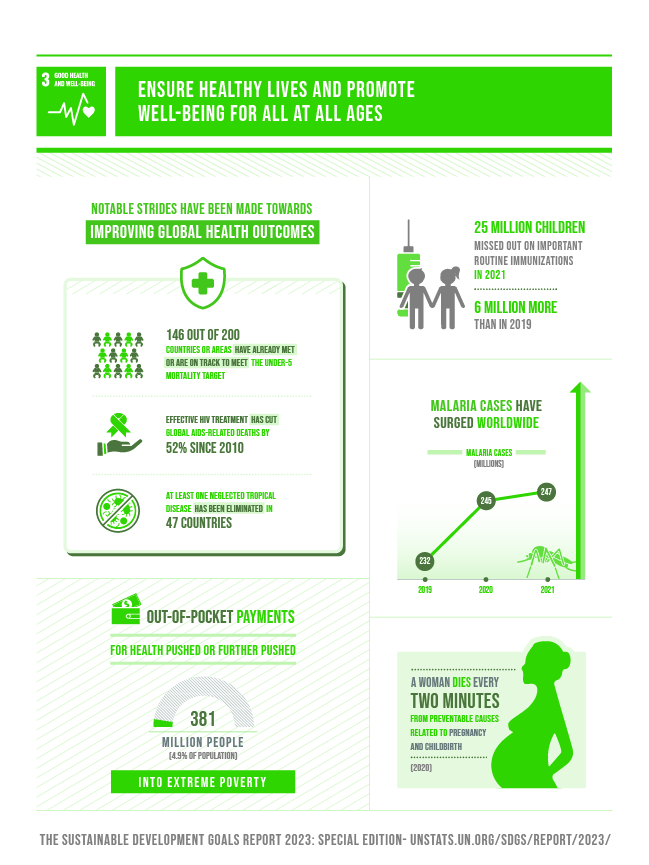 3 GOOD HEALTH
AND WELL-BEING
ENSURE HEALTHY LIVES AND PROMOTE
WELL-BEING FOR ALL AT ALL AGES
NOTABLE STRIDES HAVE BEEN MADE TOWARDS
IMPROVING GLOBAL HEALTH OUTCOMES
146 OUT OF 200
COUNTRIES OR AREAS HAVE ALREADY MET
OR ARE ON TRACK TO MEET THE UNDER-5
MORTALITY TARGET
EFFECTIVE HIV TREATMENT HAS CUT
GLOBAL AIDS-RELATED DEATHS BY
52% SINCE 2010
AT LEAST ONE NEGLECTED TROPICAL
DISEASE HAS BEEN ELIMINATED IN
47 COUNTRIES
OUT-OF-POCKET PAYMENTS
FOR HEALTH PUSHED OR FURTHER PUSHED
381
MILLION PEOPLE
(4.9% OF POPULATION)
INTO EXTREME POVERTY
25 MILLION CHILDREN
MISSED OUT ON IMPORTANT
ROUTINE IMMUNIZATIONS
IN 2021
6 MILLION MORE
THAN IN 2019
MALARIA CASES HAVE
SURGED WORLDWIDE
MALARIA CASES
(MILLIONS)
247
245
232
2019 2020 2021
A WOMAN DIES EVERY
TWO MINUTES
FROM PREVENTABLE CAUSES
RELATED TO PREGNANCY
AND CHILDBIRTH
(2020)
THE SUSTAINABLE DEVELOPMENT GOALS REPORT 2023: SPECIAL EDITION- UNSTATS.UN.ORG/SDGS/REPORT/2023/